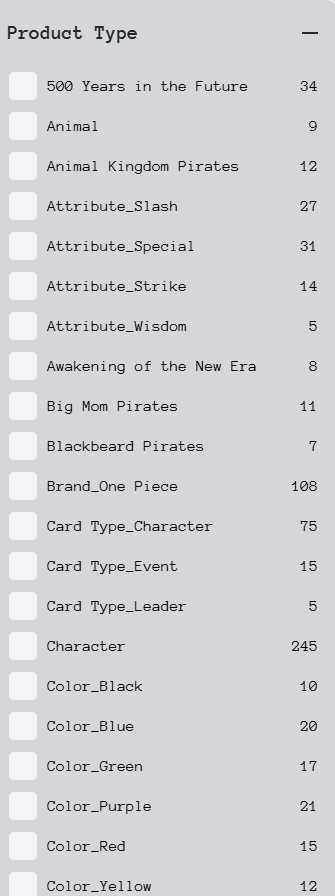 Product Type —
500 Years in the Future 34
Animal 9
Animal Kingdom Pirates 12
Attribute_Slash 27
Attribute_Special 31
Attribute_Strike 14
Attribute_Wisdom 5
Awakening of the New Era 8
Big Mom Pirates 11
Blackbeard Pirates 7
Brand_One Piece 108
Card Type_Character 75
Card Type_Event 15
Card Type_Leader 5
Character 245
Color_Black 10
Color_Blue 20
Color_Green 17
Color_Purple 21
Color_Red 15
Color_Yellow 12